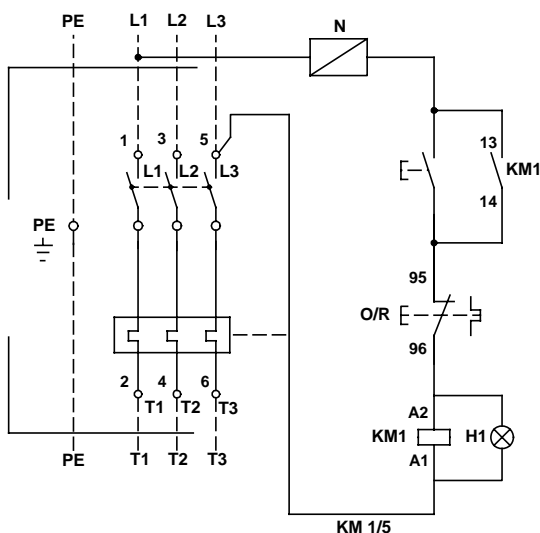 PE L1 L2 L3
N
1 3 5
L1 L2 L3
13
KM1
14
PE
95
O/R
96
2 4 6
T1 T2 T3
A2
KM1 H1
A1
PE T1 T2 T3
KM 1/5